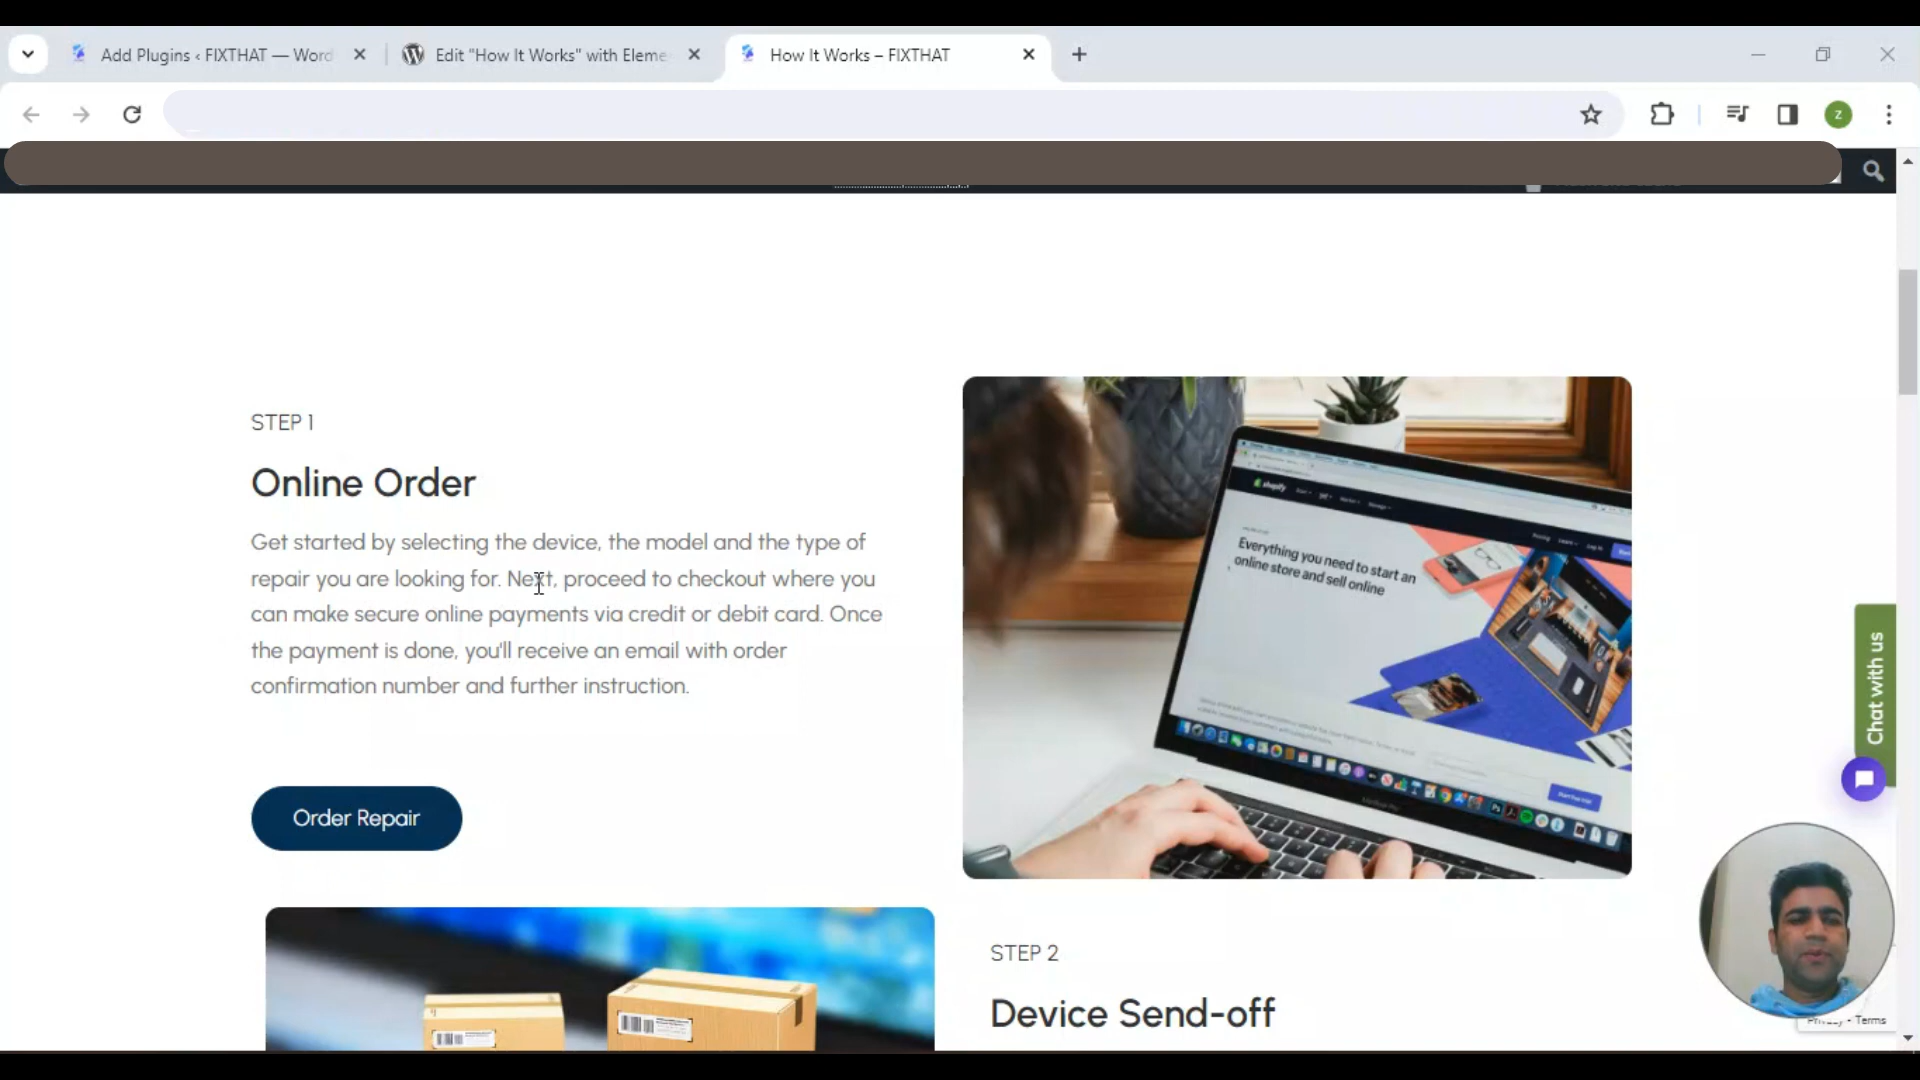 Add Plugins ‹ FIXTHAT — Word
Edit "How It Works" with Eleme
How It Works – FIXTHAT
z
STEP 1
Online Order
Get started by selecting the device, the model and the type of
repair you are looking for. Next, proceed to checkout where you
can make secure online payments via credit or debit card. Once
the payment is done, you'll receive an email with order
confirmation number and further instruction.
Order Repair
shopify
Everything you need to start an
online store and sell online
Chat with us
STEP 2
Device Send-off
Privacy - Terms